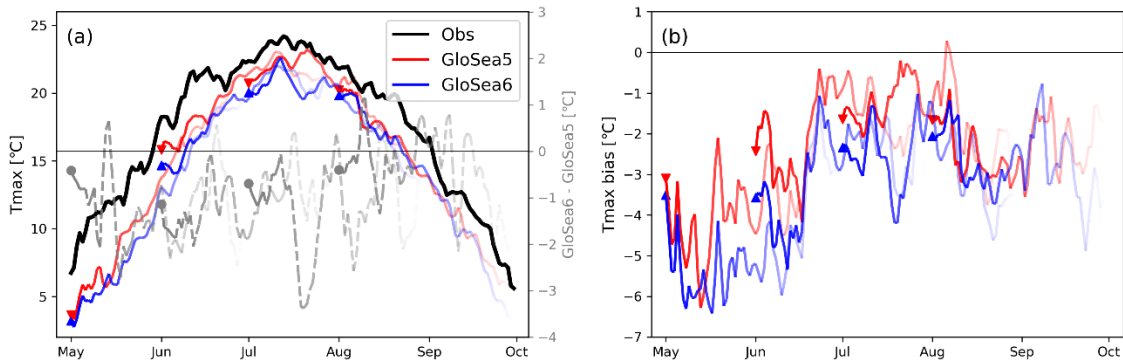 (a)
Obs
GloSea5
GloSea6
Tmax [℃]
25
20
15
10
5
3
2
1
0
−1
−2
−3
−4
GloSea6 - GloSea5 [℃]
May
Jun
Jul
Aug
Sep
Oct
(b)
Tmax bias [℃]
1
0
−1
−2
−3
−4
−5
−6
−7
May
Jun
Jul
Aug
Sep
Oct